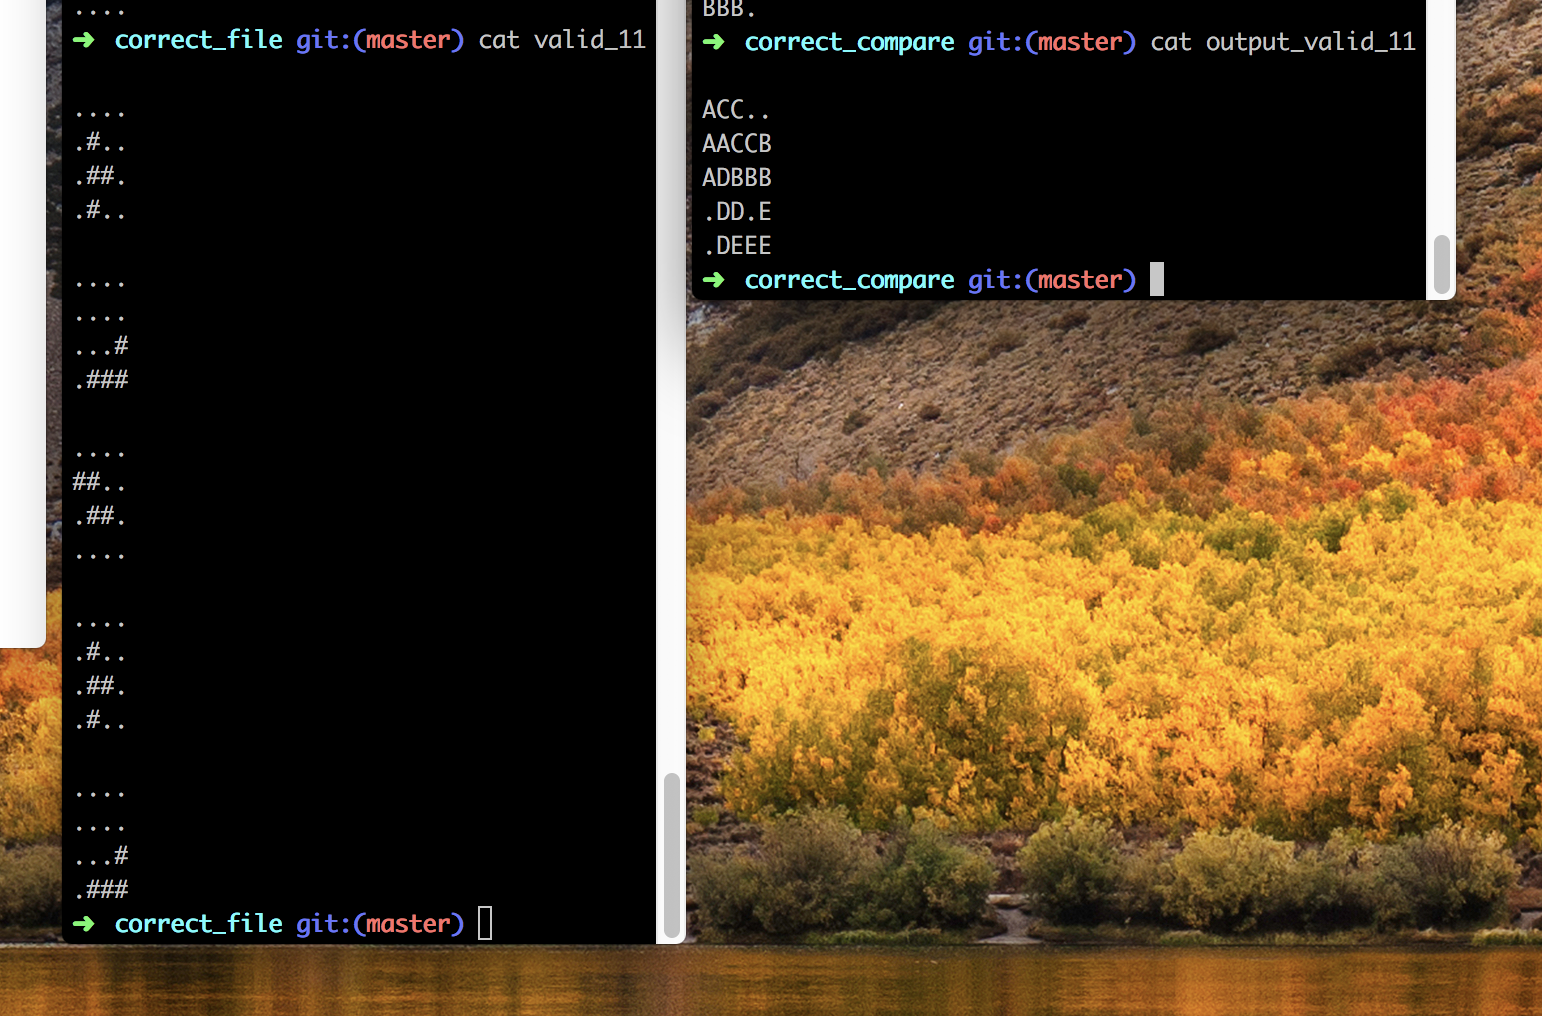 ....
➜ correct_file git:(master) cat valid_11

....
.#..
.##.
.#..

....
....
...#
.###

....
##..
.##.
....

....
.#..
.##.
.#..

....
....
...#
.###
➜ correct_file git:(master)
BBB.
➜ correct_compare git:(master) cat output_valid_11

ACC..
AACCB
ADBBB
.DD.E
.DEEE
➜ correct_compare git:(master)